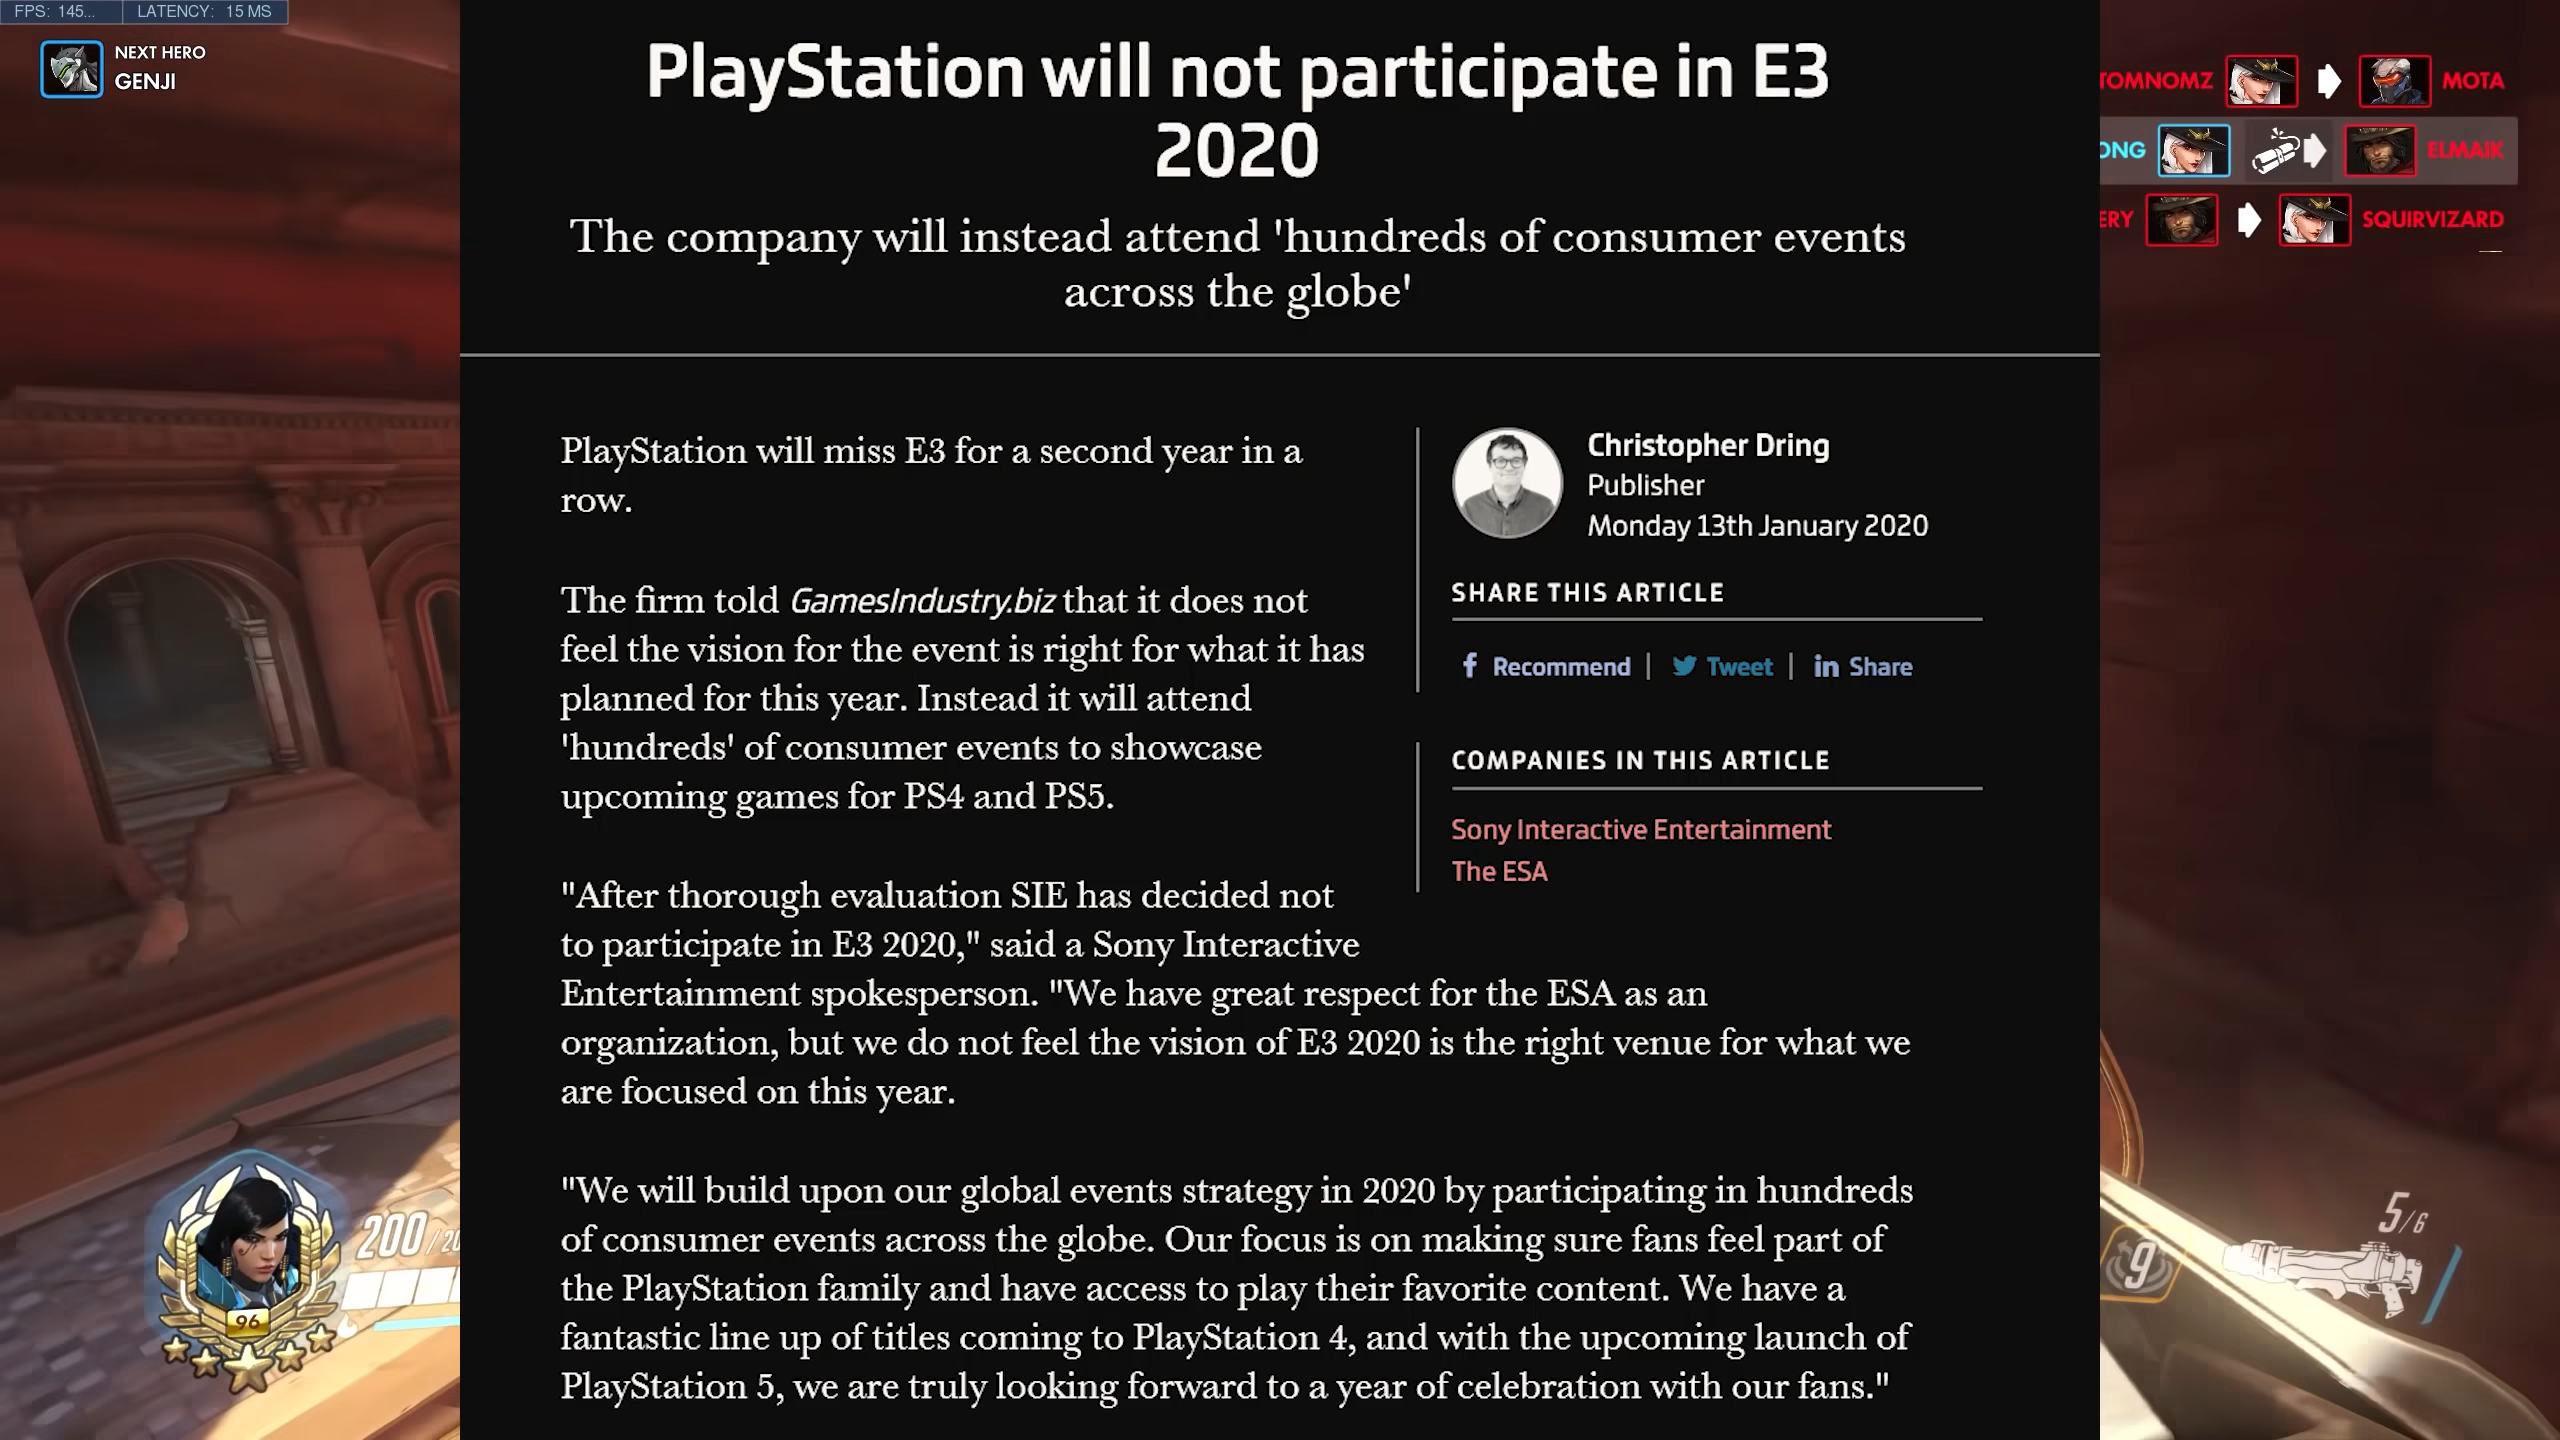 FPS: 145...
LATENCY: 15 MS
NEXT HERO
GENJI
PlayStation will not participate in E3
2020
The company will instead attend 'hundreds of consumer events
across the globe'
PlayStation will miss E3 for a second year in a
row.
The firm told GamesIndustry.biz that it does not
feel the vision for the event is right for what it has
planned for this year. Instead it will attend
'hundreds' of consumer events to showcase
upcoming games for PS4 and PS5.
"After thorough evaluation SIE has decided not
to participate in E3 2020," said a Sony Interactive
Entertainment spokesperson. "We have great respect for the ESA as an
organization, but we do not feel the vision of E3 2020 is the right venue for what we
are focused on this year.
"We will build upon our global events strategy in 2020 by participating in hundreds
of consumer events across the globe. Our focus is on making sure fans feel part of
the PlayStation family and have access to play their favorite content. We have a
fantastic line up of titles coming to PlayStation 4, and with the upcoming launch of
PlayStation 5, we are truly looking forward to a year of celebration with our fans."
Christopher Dring
Publisher
Monday 13th January 2020
SHARE THIS ARTICLE
Recommend | Tweet | Share
COMPANIES IN THIS ARTICLE
Sony Interactive Entertainment
The ESA
TOMNOMZ MOTA
ONG ELMAIK
ERY SQUIRVIZARD
200/20
96
9
5/6